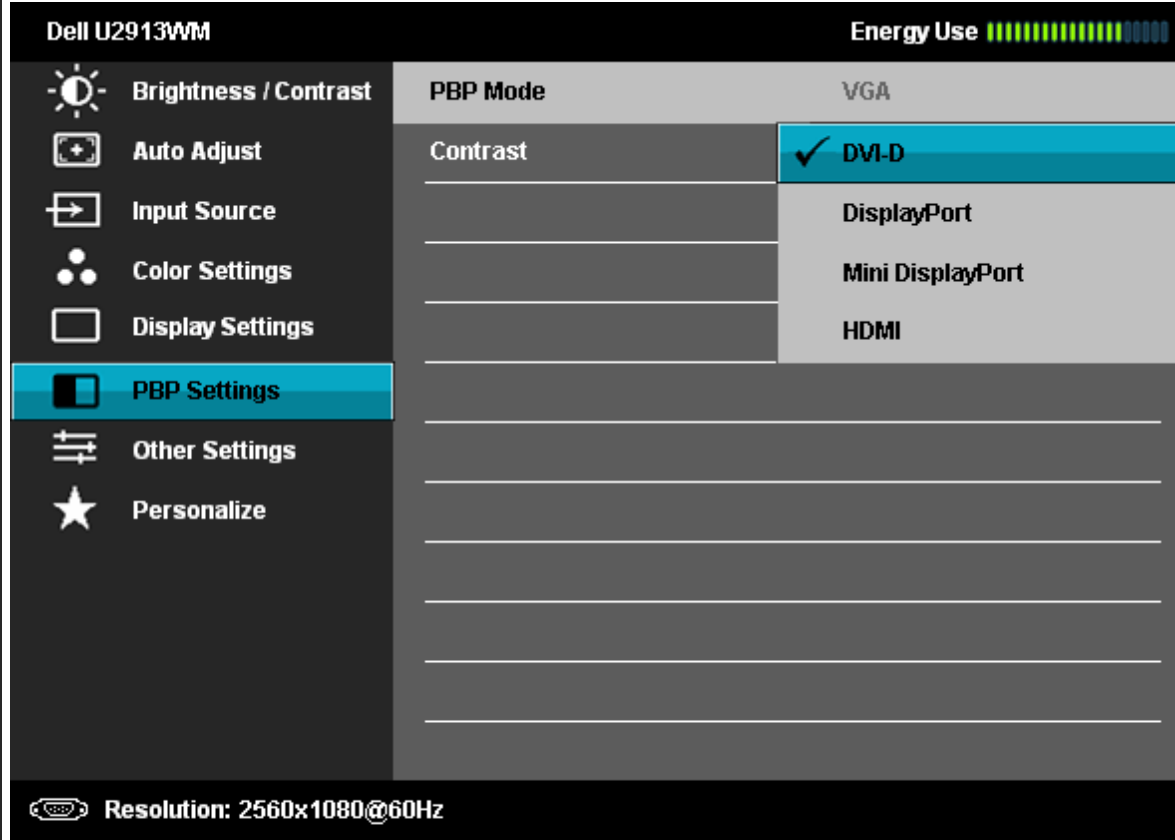 Dell U2913WM Energy Use
Brightness / Contrast PBP Mode VGA
Auto Adjust Contrast DVI-D
Input Source DisplayPort
Color Settings Mini DisplayPort
Display Settings HDMI
PBP Settings
Other Settings
Personalize
Resolution: 2560x1080@60Hz